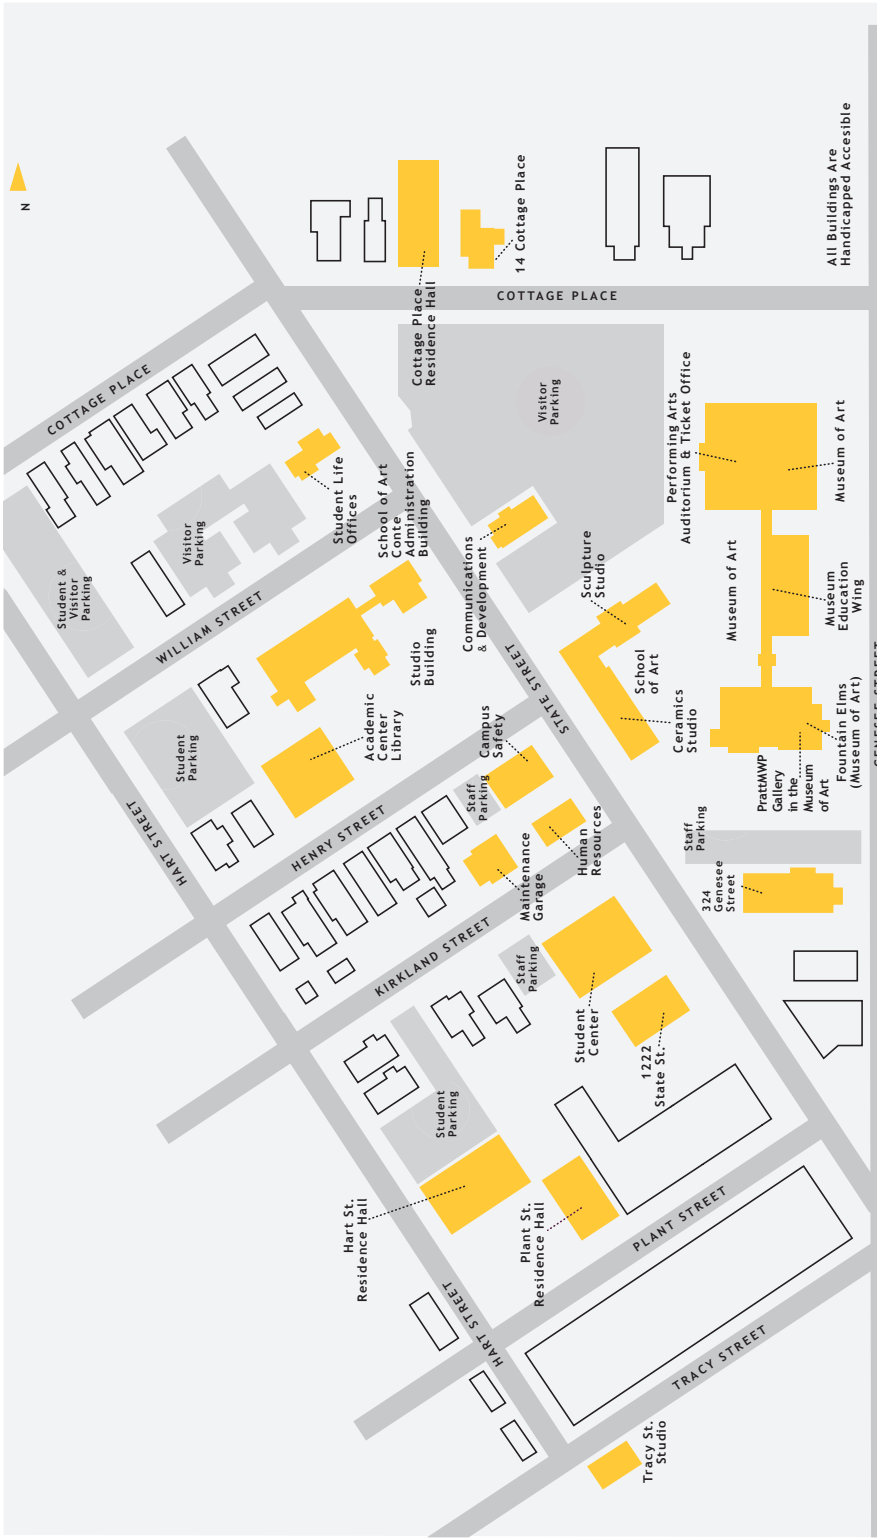 N
COTTAGE PLACE
Student &
Visitor
Parking
Visitor
Parking
Student Life
Offices
School of Art
Conte
Administration
Building
WILLIAM STREET
Studio
Building
Academic
Center
Library
Student
Parking
HART STREET
HENRY STREET
Campus
Safety
Staff
Parking
Human
Resources
Maintenance
Garage
KIRKLAND STREET
Staff
Parking
Student
Center
1222
State St.
Student
Parking
Hart St.
Residence Hall
Plant St.
Residence Hall
PLANT STREET
HART STREET
TRACY STREET
Tracy St.
Studio
14 Cottage Place
Cottage Place
Residence Hall
COTTAGE PLACE
All Buildings Are
Handicapped Accesible
Visitor
Parking
Communications
& Development
STATE STREET
Sculpture
Studio
School
of Art
Ceramics
Studio
Performing Arts
Auditorium & Ticket Office
Museum of Art
Museum of Art
Museum
Education
Wing
Fountain Elms
(Museum of Art)
PrattMWP
Gallery
in the
Museum
of Art
Staff
Parking
324
Genesee
Street
GENESEE STREET